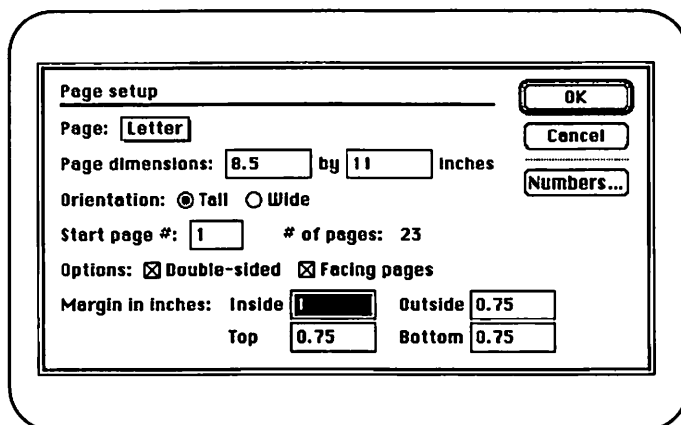 Page setup
OK
Page: Letter
Cancel
Page dimensions: 8.5 by 11 inches
Numbers...
Orientation: Tall Wide
Start page #: 1 # of pages: 23
Options: Double-sided Facing pages
Margin in inches: Inside 1 Outside 0.75
Top 0.75 Bottom 0.75